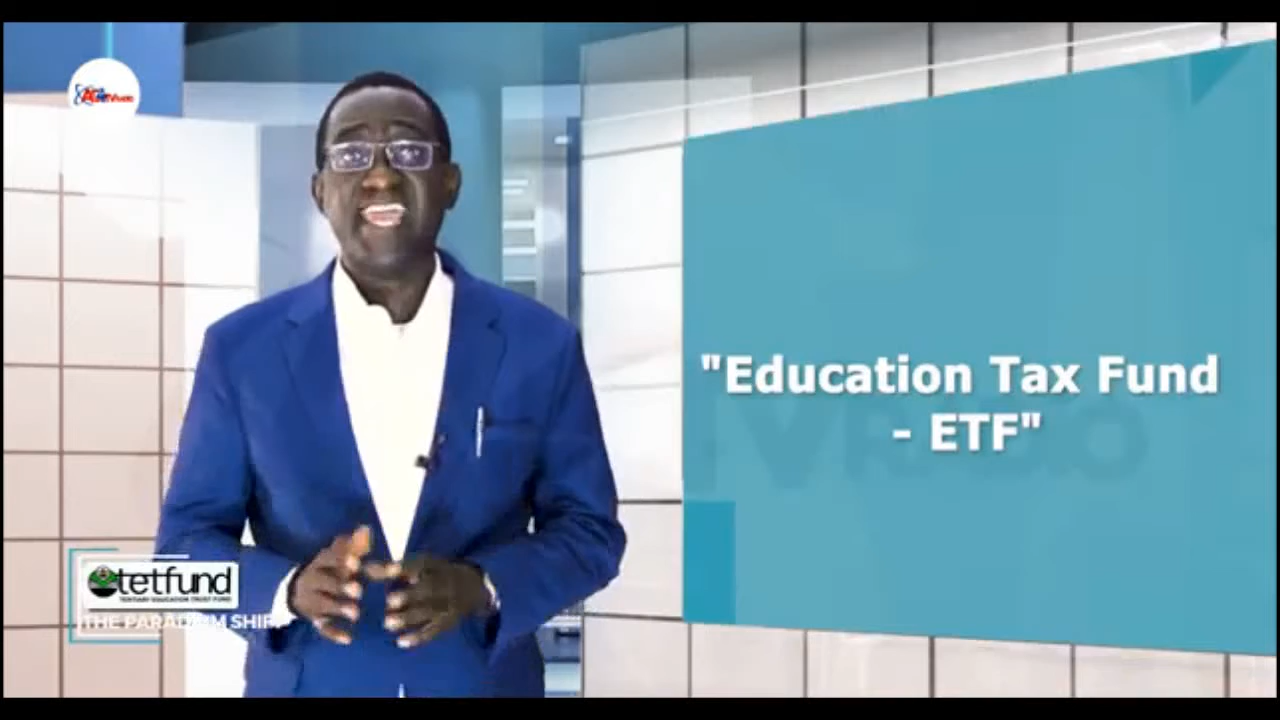 "Education Tax Fund
- ETF"
tetfund
TERTIARY EDUCATION TRUST FUND
THE PARADIGM SHIFT